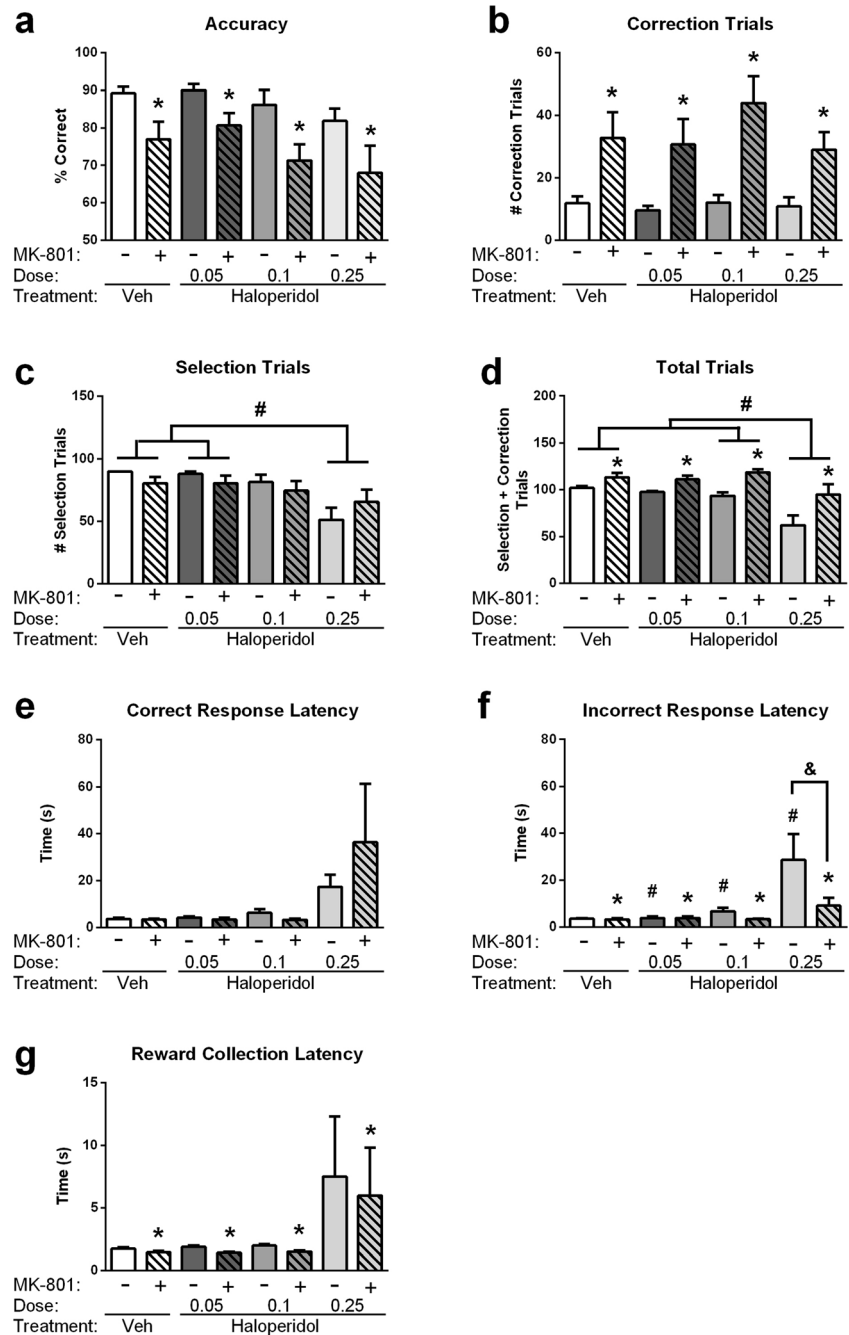 a
Accuracy
% Correct
100
90
80
70
60
50
* * * *
MK-801: - + - + - + - +
Dose: 0.05 0.1 0.25
Treatment: Veh Haloperidol
b
Correction Trials
# Correction Trials
60
40
20
0
* * * *
MK-801: - + - + - + - +
Dose: 0.05 0.1 0.25
Treatment: Veh Haloperidol
c
Selection Trials
# Selection Trials
150
100
50
0
#
MK-801: - + - + - + - +
Dose: 0.05 0.1 0.25
Treatment: Veh Haloperidol
d
Total Trials
Selection + Correction
Trials
200
150
100
50
0
#
* * * *
MK-801: - + - + - + - +
Dose: 0.05 0.1 0.25
Treatment: Veh Haloperidol
e
Correct Response Latency
Time (s)
80
60
40
20
0
MK-801: - + - + - + - +
Dose: 0.05 0.1 0.25
Treatment: Veh Haloperidol
f
Incorrect Response Latency
Time (s)
80
60
40
20
0
&
* # * # * # *
MK-801: - + - + - + - +
Dose: 0.05 0.1 0.25
Treatment: Veh Haloperidol
g
Reward Collection Latency
Time (s)
15
10
5
0
* * * *
MK-801: - + - + - + - +
Dose: 0.05 0.1 0.25
Treatment: Veh Haloperidol